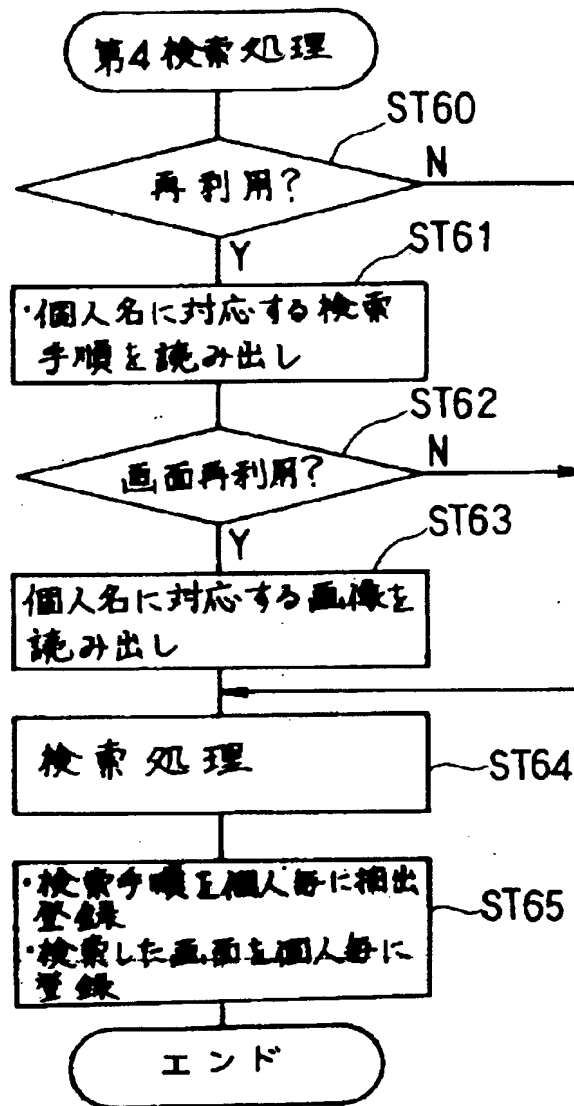 第4検索処理
ST60
再利用?
N
Y
ST61
・個人名に対応する検索
手順を読み出し
ST62
画面再利用?
N
Y
ST63
個人名に対応する画像を
読み出し
検索処理
ST64
・検索手順を個人毎に抽出
登録
・検索した画面を個人毎に
登録
ST65
エンド